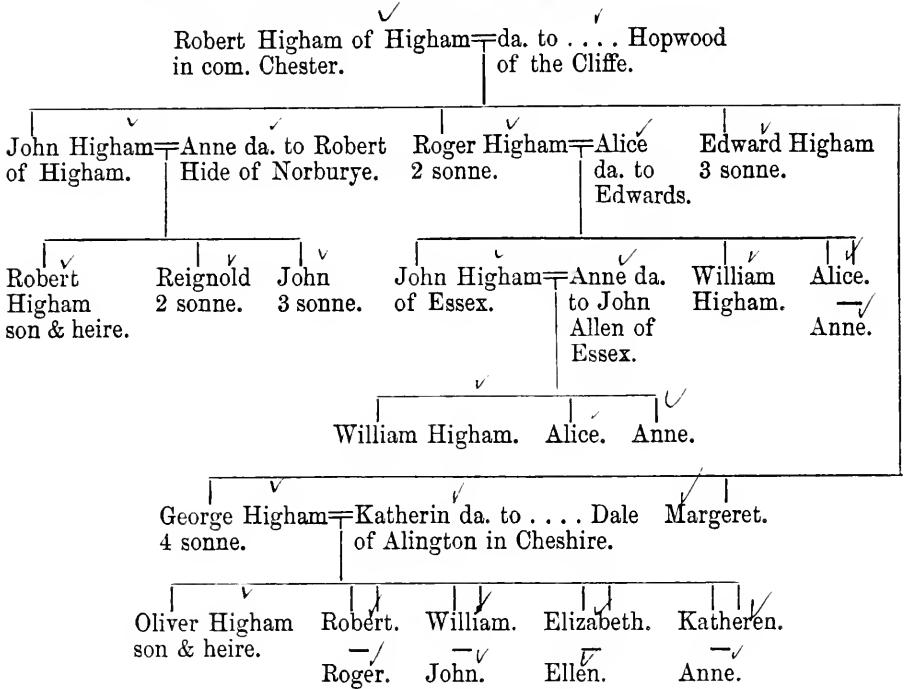 Robert Higham of Higham=da. to . . . . Hopwood
in com. Chester. of the Cliffe.
John Higham=Anne da. to Robert Roger Higham=Alice Edward Higham
of Higham. Hide of Norburye. 2 sonne. da. to 3 sonne.
Edwards.
Robert Reignold John John Higham=Anne da. William Alice.
Higham 2 sonne. 3 sonne. of Essex. to John Higham. —
son & heire. Allen of Anne.
Essex.
William Higham. Alice. Anne.
George Higham=Katherin da. to . . . . Dale Margeret.
4 sonne. of Alington in Cheshire.
Oliver Higham Robert. William. Elizabeth. Katheren.
son & heire. — — — —
Roger. John. Ellen. Anne.